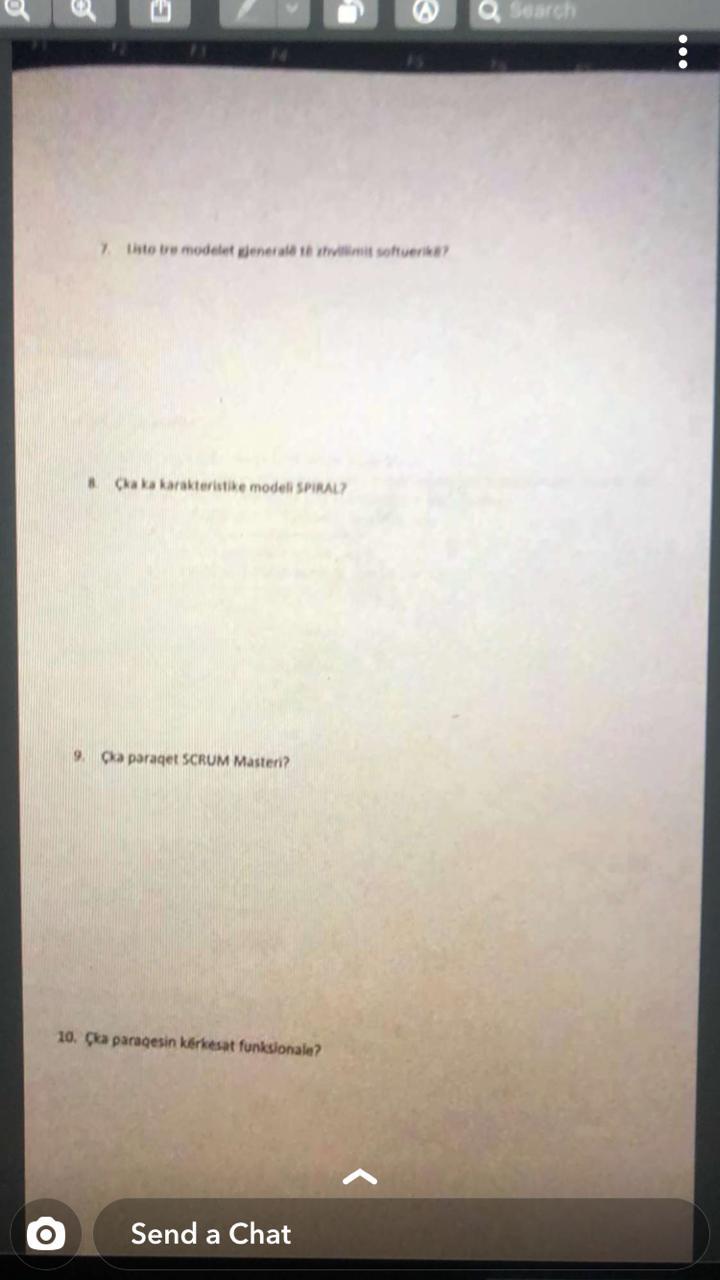 Search
7. Listo tre modelet gjeneralë të zhvillimit softuerikë?
8. Çka ka karakteristike modeli SPIRAL?
9. Çka paraqet SCRUM Masteri?
10. Çka paraqesin kërkesat funksionale?
Send a Chat